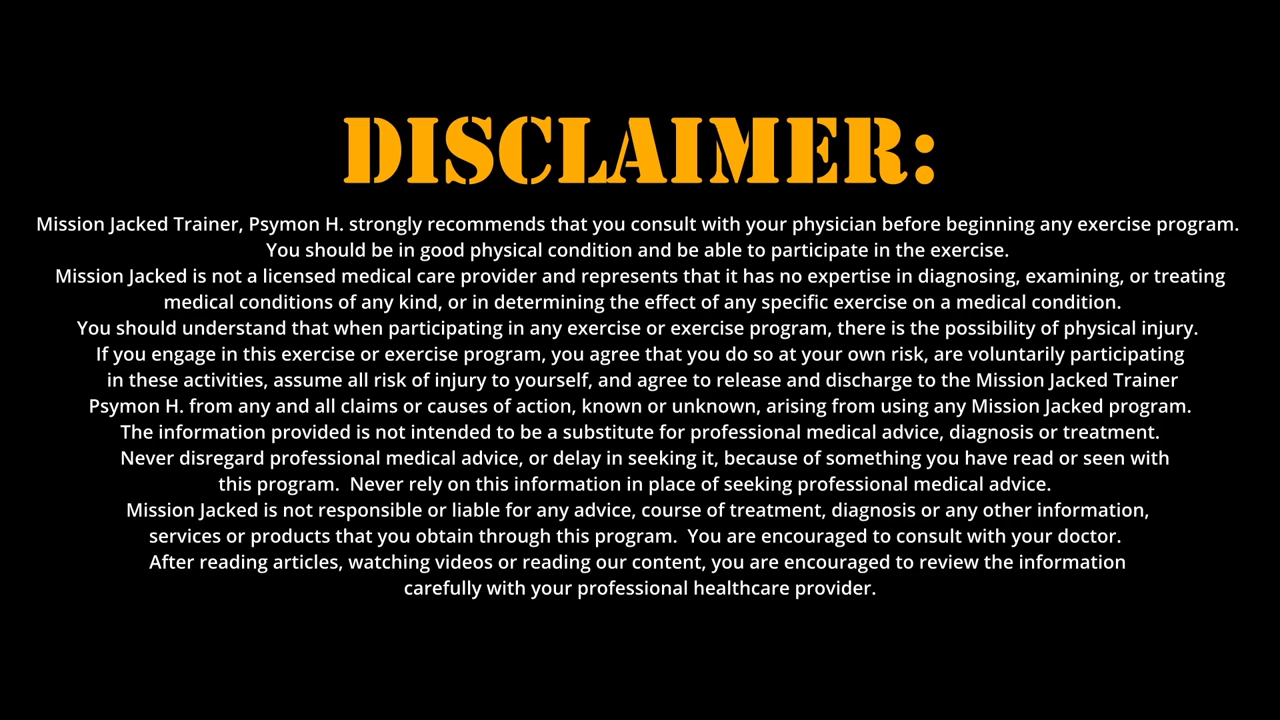 DISCLAIMER:
Mission Jacked Trainer, Psymon H. strongly recommends that you consult with your physician before beginning any exercise program.
You should be in good physical condition and be able to participate in the exercise.
Mission Jacked is not a licensed medical care provider and represents that it has no expertise in diagnosing, examining, or treating
medical conditions of any kind, or in determining the effect of any specific exercise on a medical condition.
You should understand that when participating in any exercise or exercise program, there is the possibility of physical injury.
If you engage in this exercise or exercise program, you agree that you do so at your own risk, are voluntarily participating
in these activities, assume all risk of injury to yourself, and agree to release and discharge to the Mission Jacked Trainer
Psymon H. from any and all claims or causes of action, known or unknown, arising from using any Mission Jacked program.
The information provided is not intended to be a substitute for professional medical advice, diagnosis or treatment.
Never disregard professional medical advice, or delay in seeking it, because of something you have read or seen with
this program.  Never rely on this information in place of seeking professional medical advice.
Mission Jacked is not responsible or liable for any advice, course of treatment, diagnosis or any other information,
services or products that you obtain through this program.  You are encouraged to consult with your doctor.
After reading articles, watching videos or reading our content, you are encouraged to review the information
carefully with your professional healthcare provider.